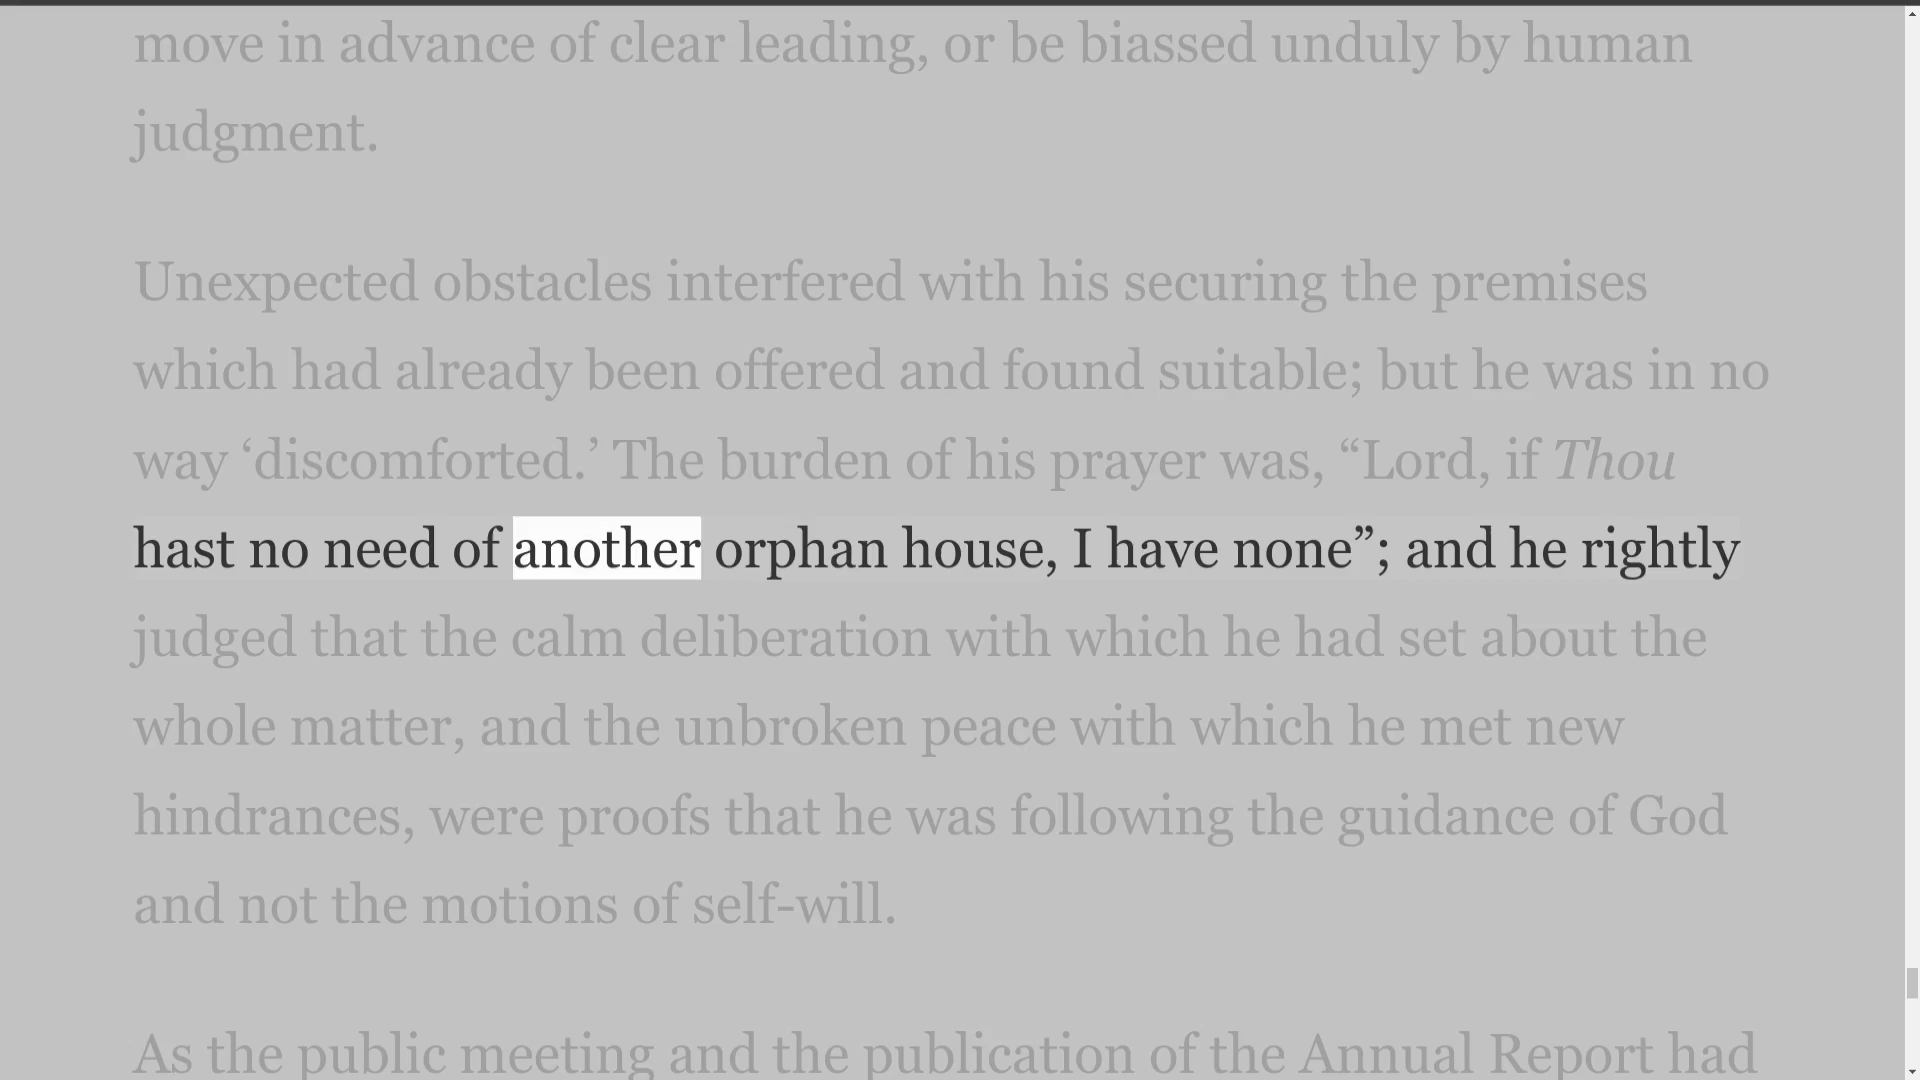 move in advance of clear leading, or be biassed unduly by human
judgment.
Unexpected obstacles interfered with his securing the premises
which had already been offered and found suitable; but he was in no
way ‘discomforted.’ The burden of his prayer was, “Lord, if Thou
hast no need of another orphan house, I have none”; and he rightly
judged that the calm deliberation with which he had set about the
whole matter, and the unbroken peace with which he met new
hindrances, were proofs that he was following the guidance of God
and not the motions of self-will.
As the public meeting and the publication of the Annual Report had